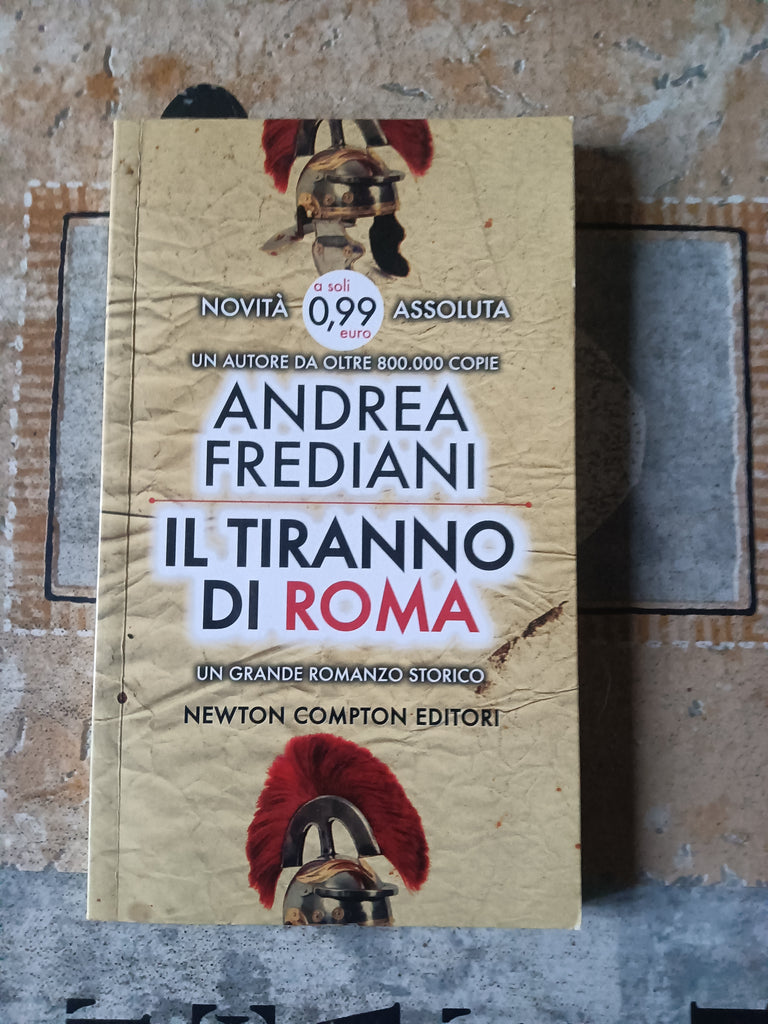 a soli
NOVITÀ 0,99 ASSOLUTA
euro
UN AUTORE DA OLTRE 800.000 COPIE
ANDREA
FREDIANI
IL TIRANNO
DI ROMA
UN GRANDE ROMANZO STORICO
NEWTON COMPTON EDITORI